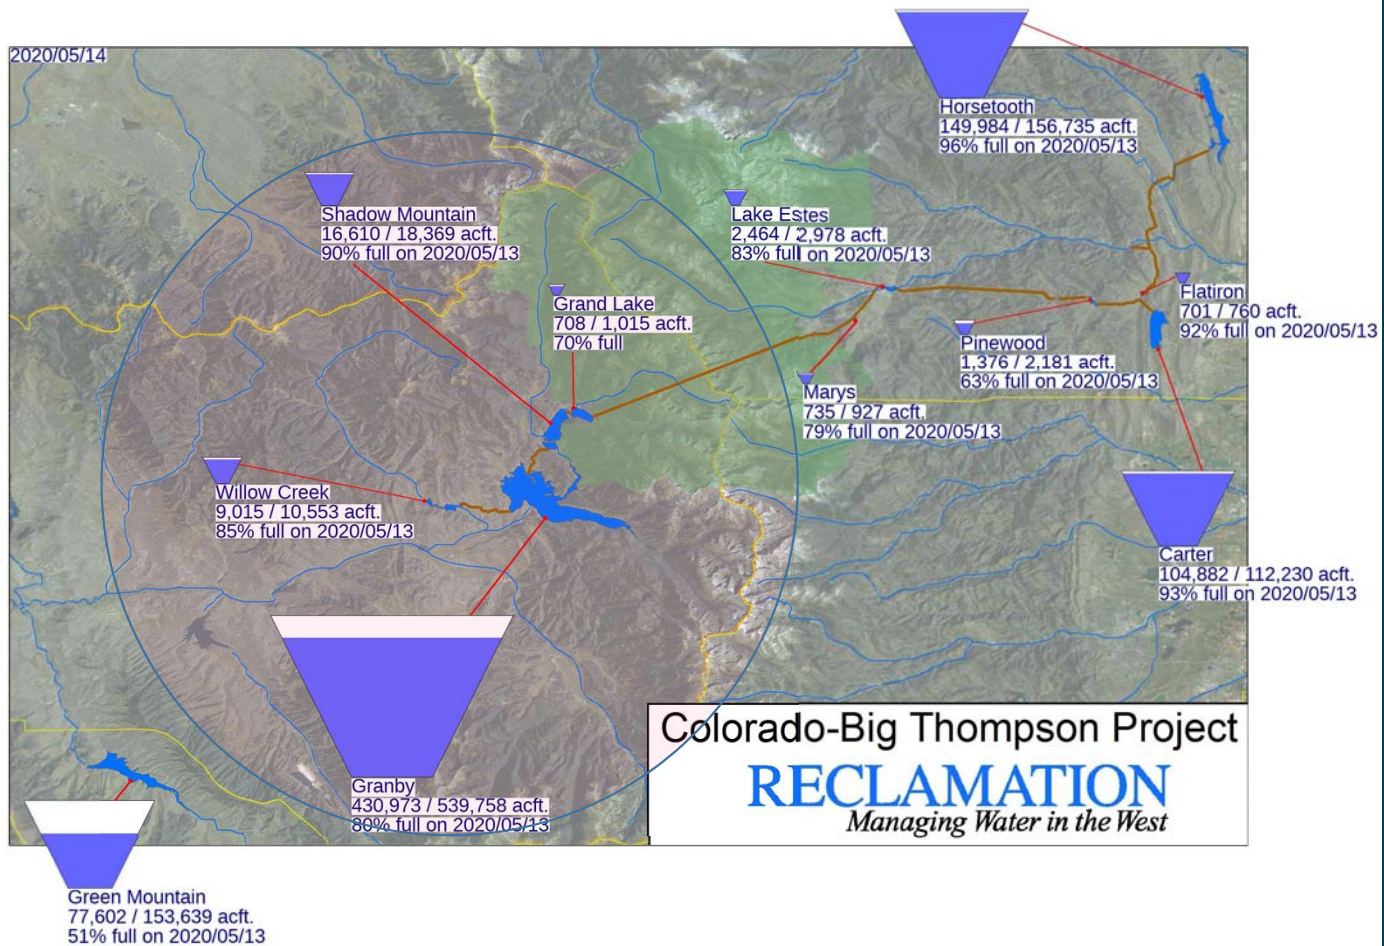 2020/05/14
Horsetooth
149,984 / 156,735 acft.
96% full on 2020/05/13
Shadow Mountain
16,610 / 18,369 acft.
90% full on 2020/05/13
Lake Estes
2,464 / 2,978 acft.
83% full on 2020/05/13
Grand Lake
708 / 1,015 acft.
70% full
Flatiron
701 / 760 acft.
92% full on 2020/05/13
Pinewood
1,376 / 2,181 acft.
63% full on 2020/05/13
Marys
735 / 927 acft.
79% full on 2020/05/13
Willow Creek
9,015 / 10,553 acft.
85% full on 2020/05/13
Carter
104,882 / 112,230 acft.
93% full on 2020/05/13
Granby
430,973 / 539,758 acft.
80% full on 2020/05/13
Colorado-Big Thompson Project
RECLAMATION
Managing Water in the West
Green Mountain
77,602 / 153,639 acft.
51% full on 2020/05/13